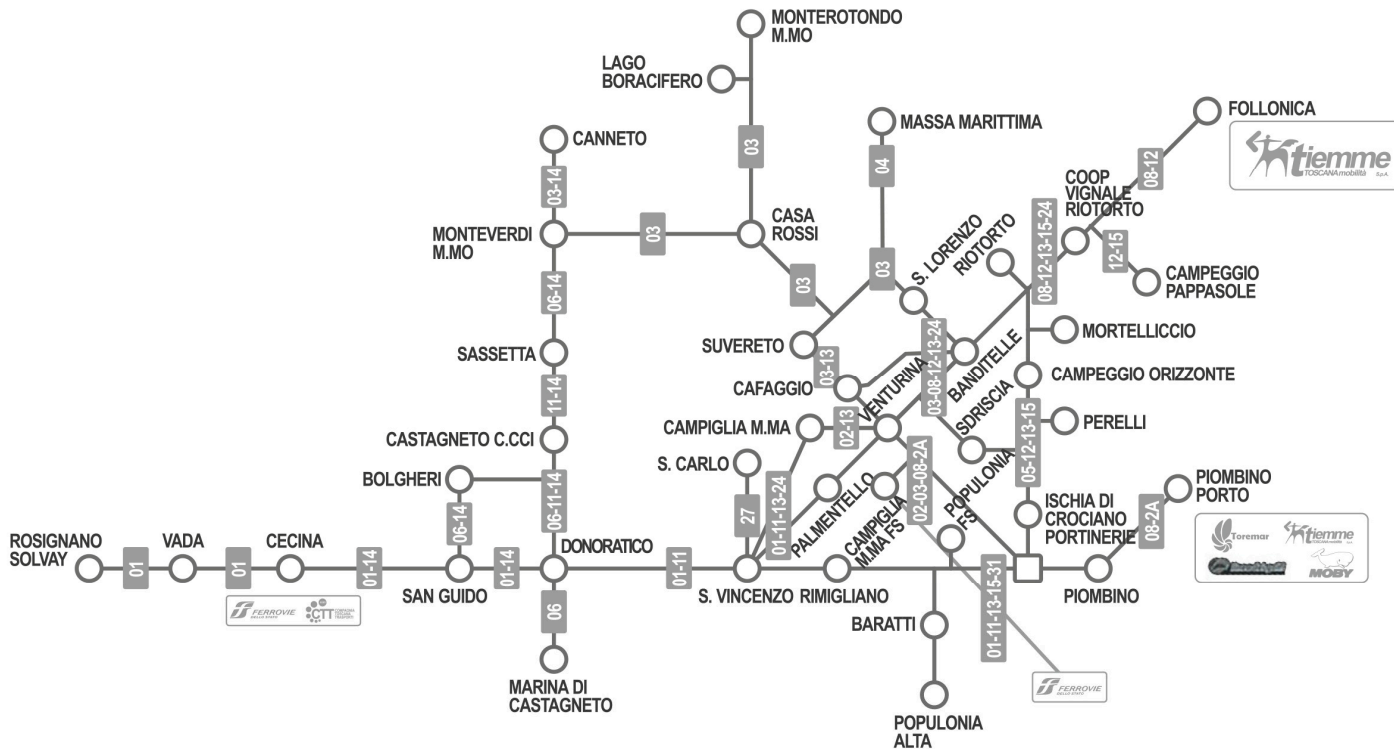 MONTEROTONDO
M.MO
LAGO
BORACIFERO
03
FOLLONICA
tiemme
TOSCANA mobilità S.p.A.
MASSA MARITTIMA
04
CANNETO
03-14
08-12
COOP
VIGNALE
RIOTORTO
MONTEVERDI
M.MO
03
CASA
ROSSI
03
03
S. LORENZO
RIOTORTO
08-12-13-15-24
12-15
CAMPEGGIO
PAPPASOLE
06-14
MORTELLICCIO
SASSETTA
SUVERETO
03-13
03-08-12-13-24
BANDITELLE
CAFAGGIO
VENTURINA
CAMPEGGIO ORIZZONTE
11-14
SDRISCIA
05-12-13-15
PERELLI
CASTAGNETO C.CCI
CAMPIGLIA M.MA
02-13
BOLGHERI
S. CARLO
06-14
06-11-14
27
01-11-13-24
PALMENTELLO
CAMPIGLIA
M.MA FS
02-03-08-2A
POPULONIA
FS
ISCHIA DI
CROCIANO
PORTINERIE
PIOMBINO
PORTO
08-2A
Toremar
tiemme
MOBY
ROSIGNANO
SOLVAY
01
VADA
01
CECINA
01-14
SAN GUIDO
01-14
DONORATICO
01-11
S. VINCENZO
RIMIGLIANO
01-11-13-15-31
PIOMBINO
FERROVIE
DELLO STATO
CTT
06
MARINA DI
CASTAGNETO
BARATTI
POPULONIA
ALTA
FERROVIE
DELLO STATO